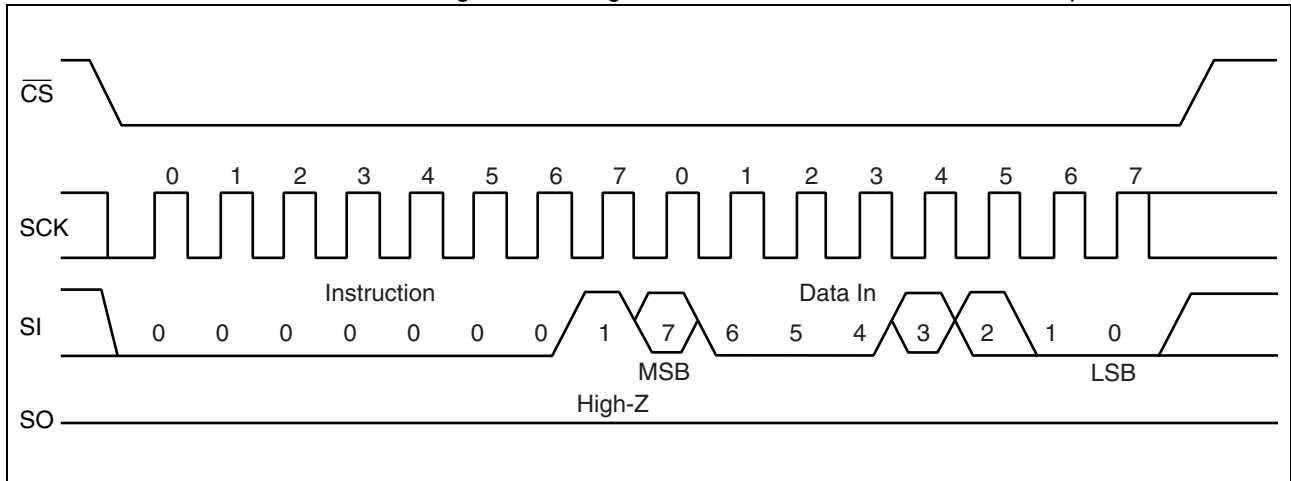 CS
0 1 2 3 4 5 6 7 0 1 2 3 4 5 6 7
SCK
Instruction Data In
SI 0 0 0 0 0 0 0 1 7 6 5 4 3 2 1 0
MSB LSB
High-Z
SO